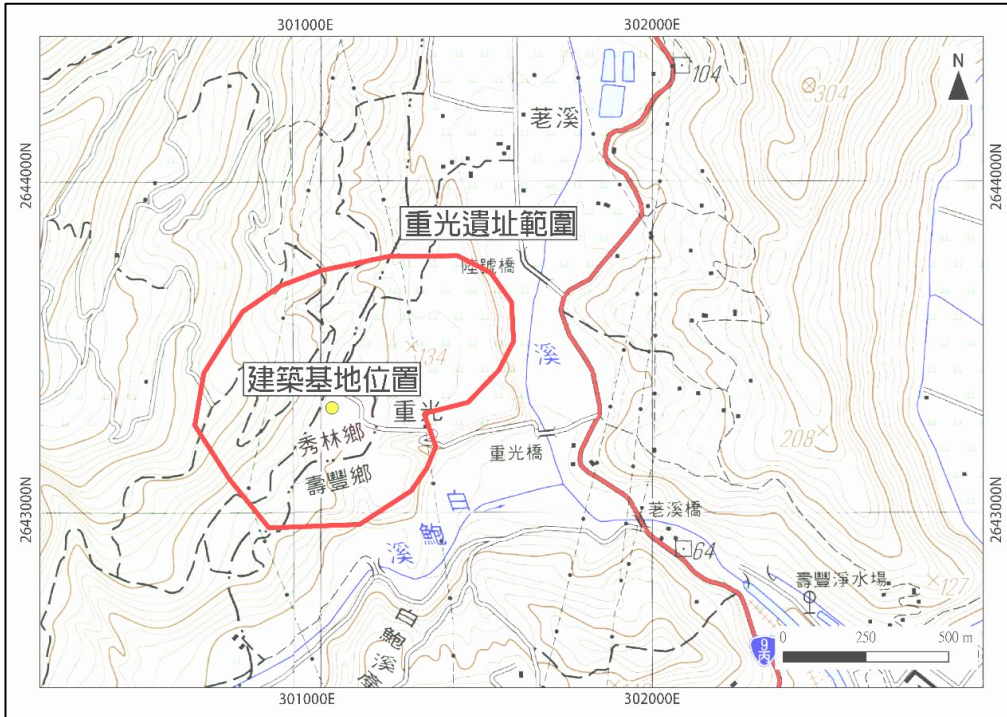 301000E
302000E
104
N
304
荖溪
2644000N
2644000N
重光遺址範圍
陸號橋
134
溪
建築基地位置
重光
208
秀林鄉
重光橋
壽豐鄉
白
鮑
溪
2643000N
2643000N
荖溪橋
64
壽豐淨水場
127
白鮑溪
9
丙
0
250
500 m
301000E
302000E